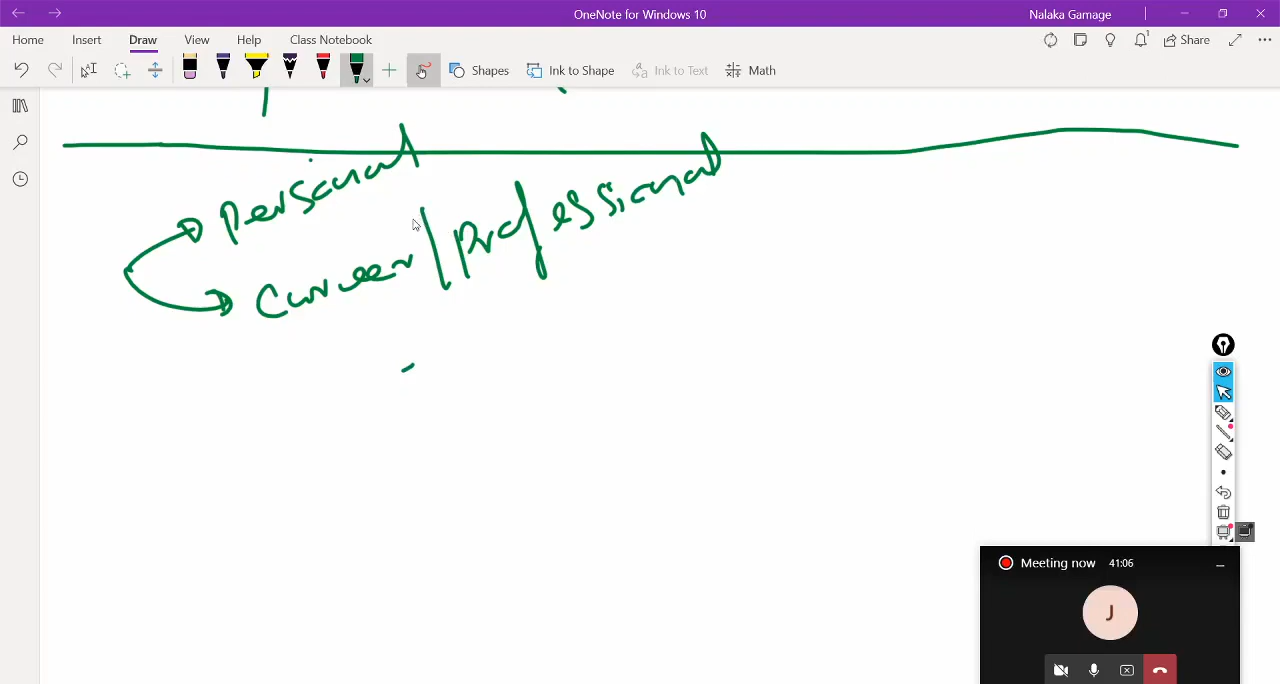 OneNote for Windows 10
Nalaka Gamage
Home Insert Draw View Help Class Notebook
Share
Shapes Ink to Shape Ink to Text Math
Personal
Career/Professional
Meeting now 41:06
J